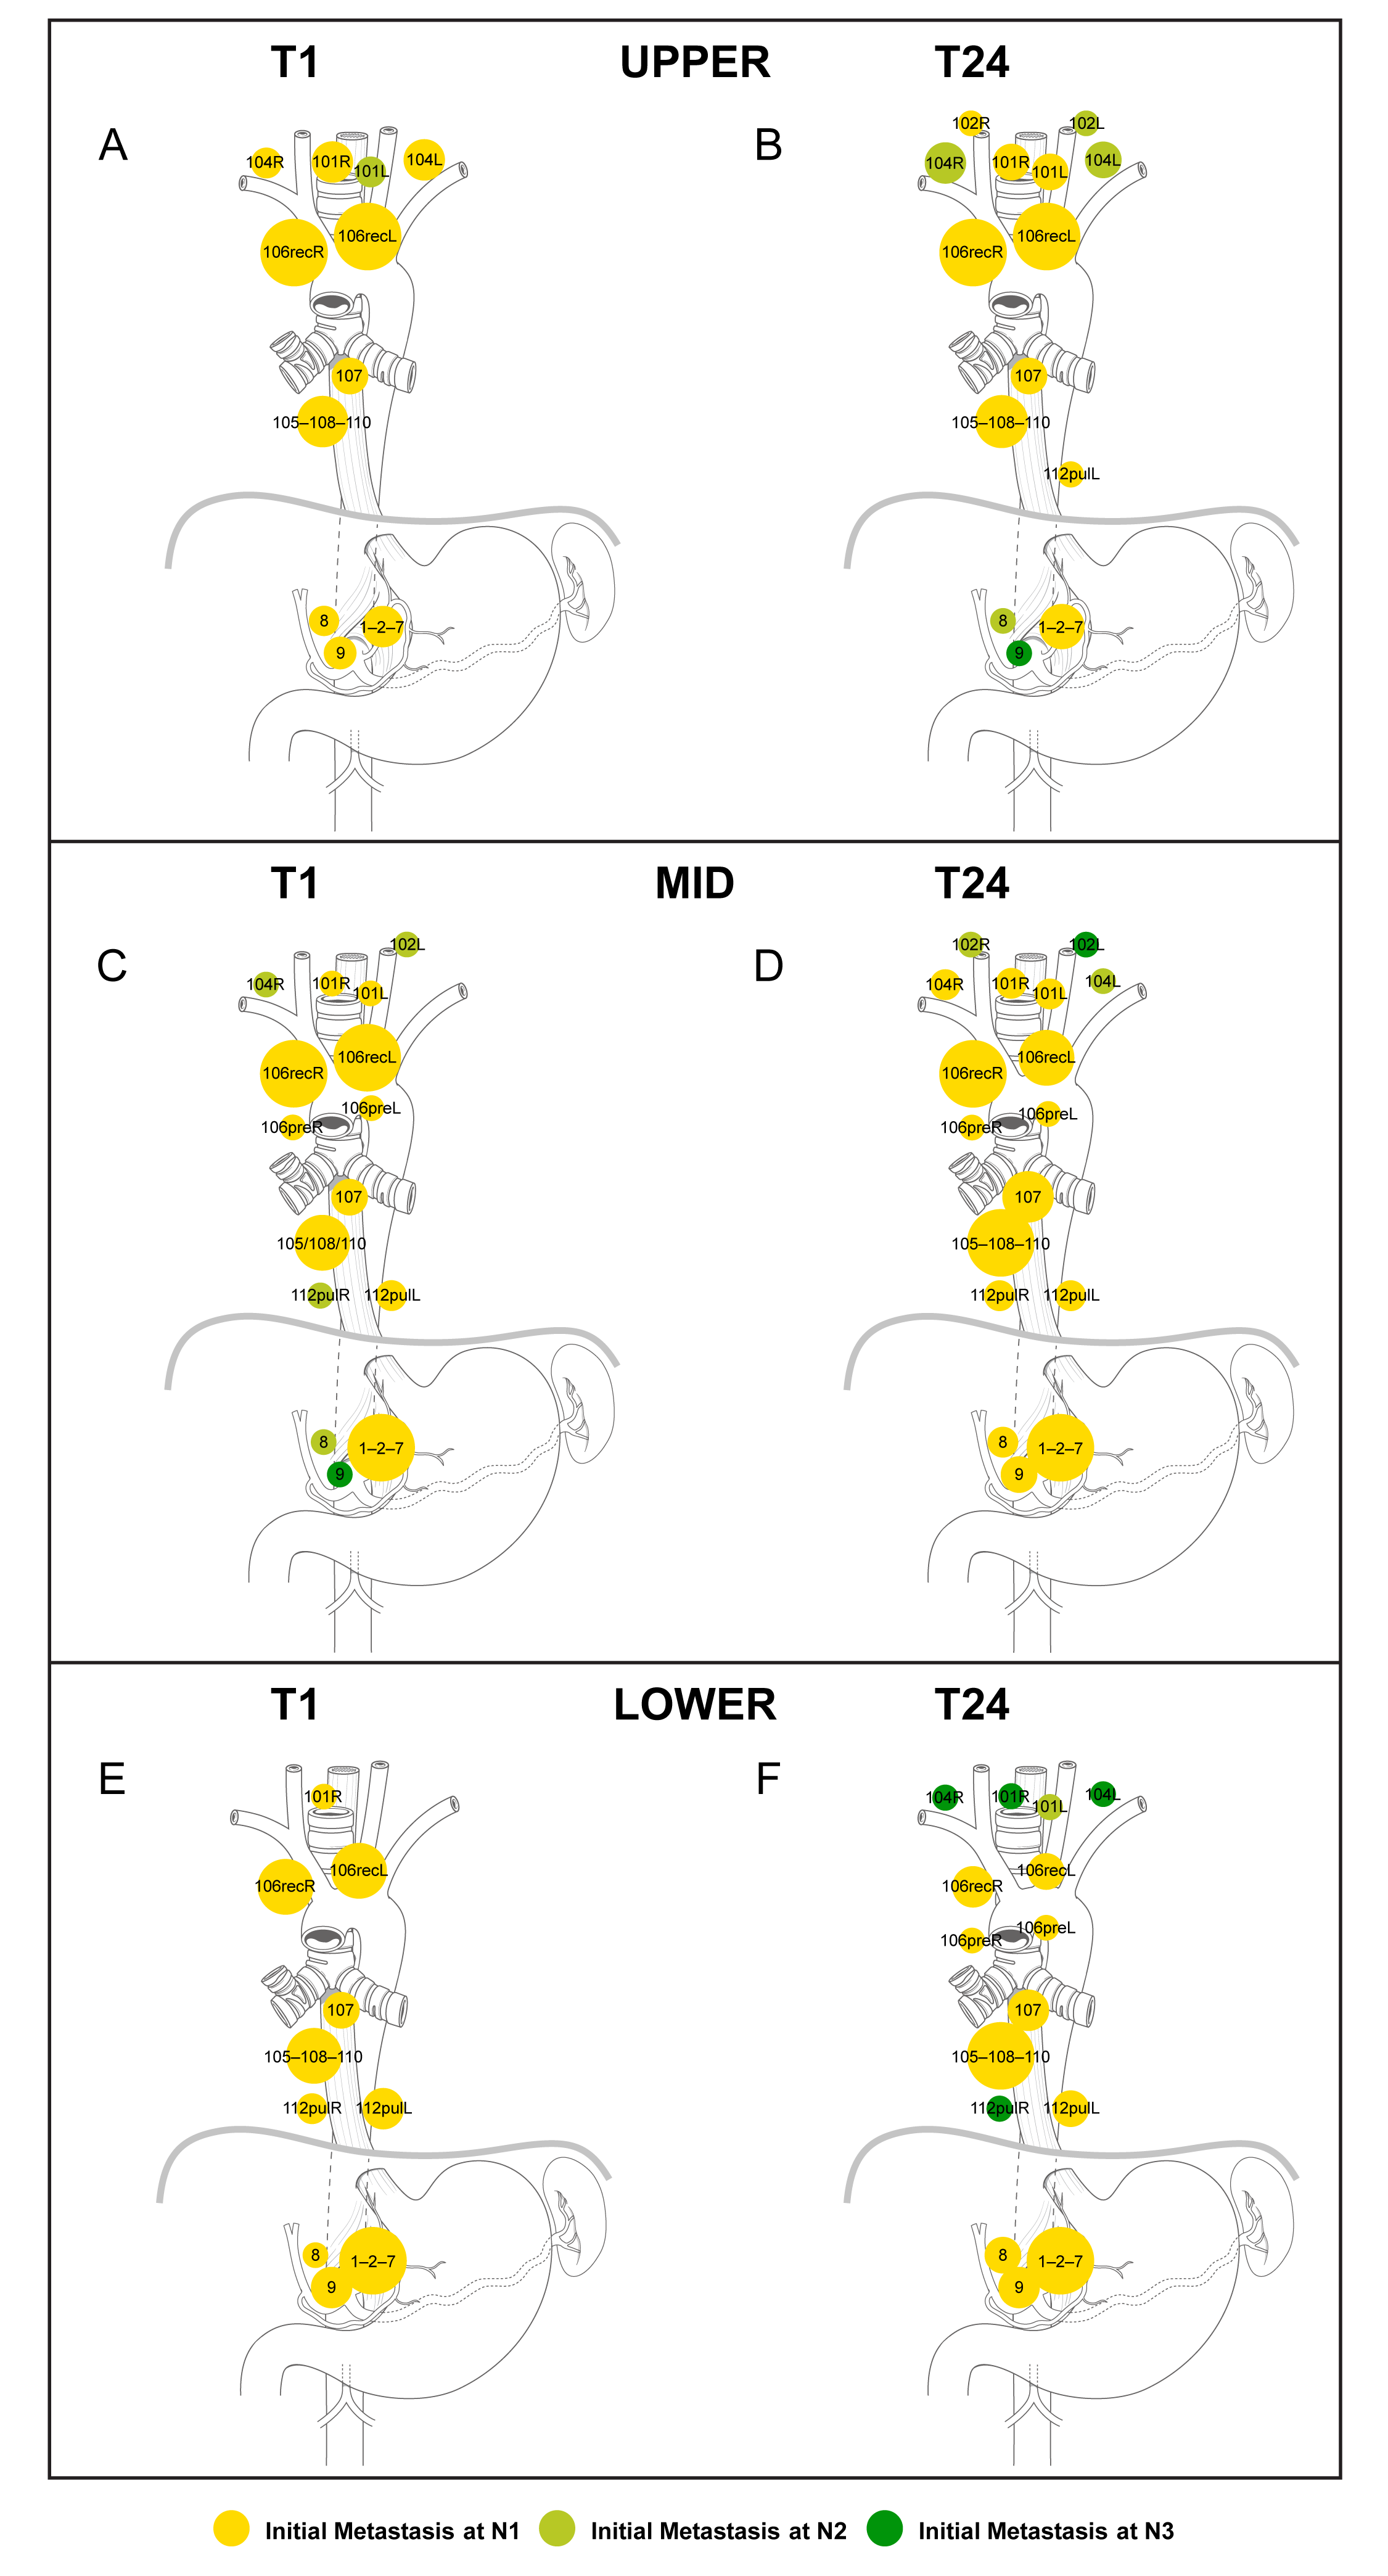 T1 UPPER T24
A B
102R 102L
104R 101R 101L 104L 104R 101R 101L 104L
106recR 106recL 106recR 106recL
107 107
105–108–110 105–108–110
112pulL
8 1–2–7 8 1–2–7
9 9
T1 MID T24
C D
102L 102R 102L
104R 101R 101L 104R 101R 101L 104L
106recR 106recL 106recR 106recL
106preR 106preL 106preR 106preL
107 107
105/108/110 105–108–110
112pulR 112pulL 112pulR 112pulL
8 1–2–7 8 1–2–7
9 9
T1 LOWER T24
E F
101R 104R 101R 101L 104L
106recR 106recL 106recR 106recL
106preR 106preL
107 107
105–108–110 105–108–110
112pulR 112pulL 112pulR 112pulL
8 1–2–7 8 1–2–7
9 9
Initial Metastasis at N1 Initial Metastasis at N2 Initial Metastasis at N3